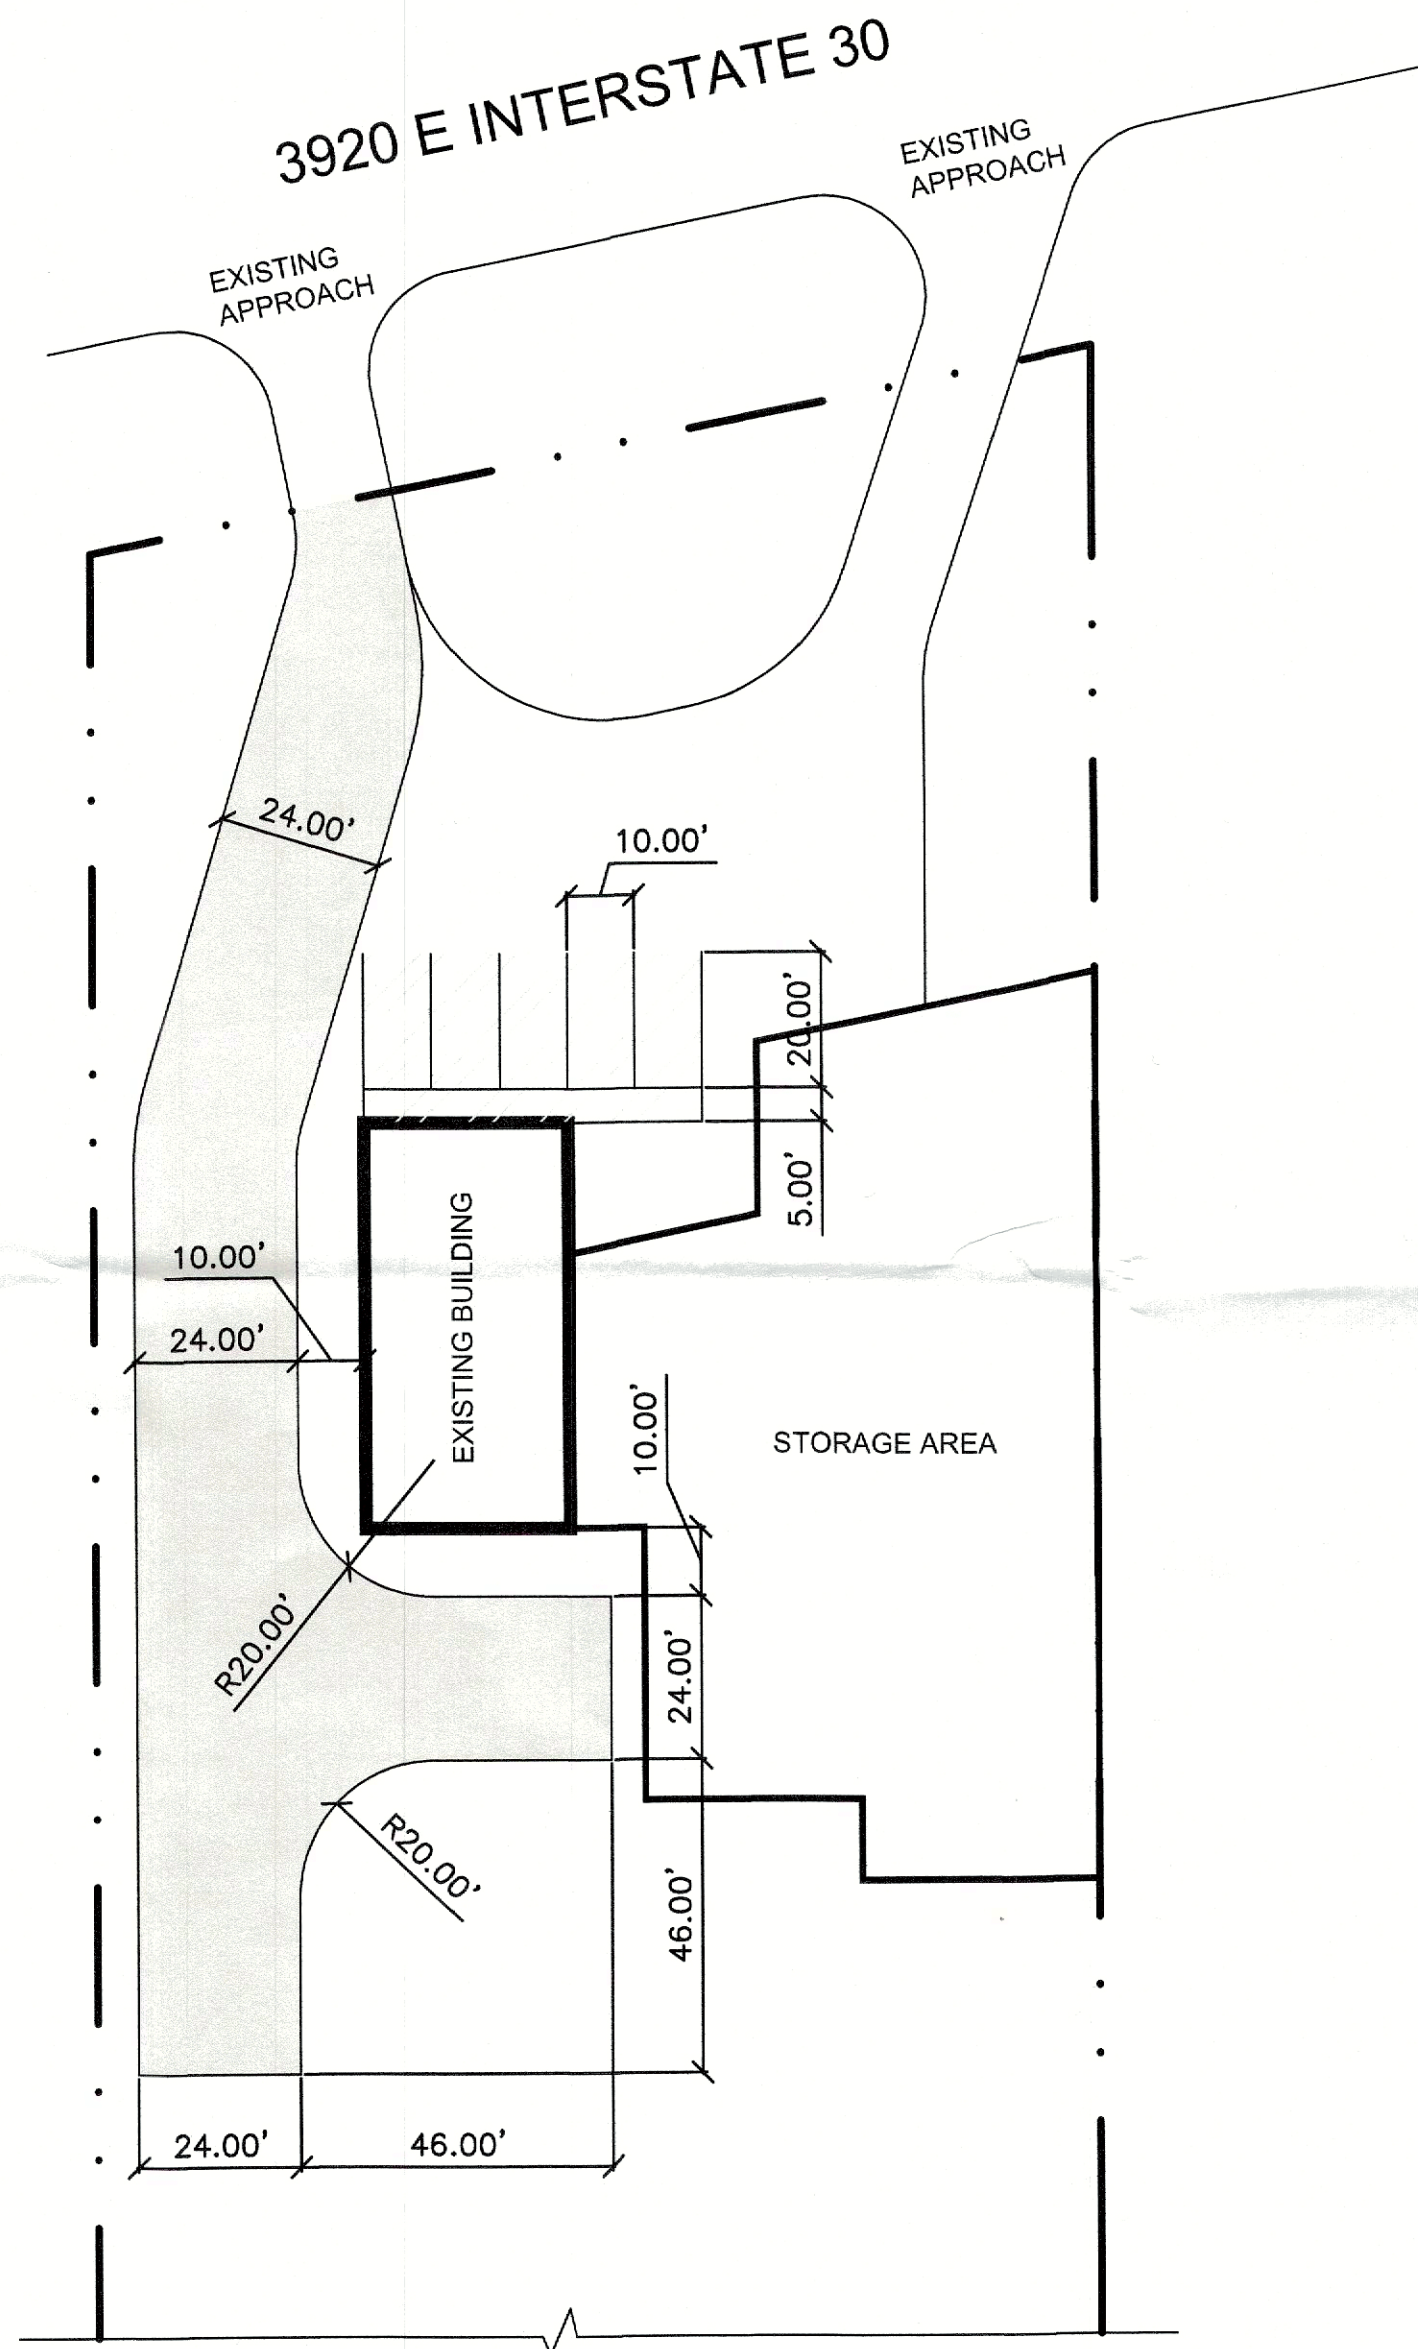 3920 E INTERSTATE 30
EXISTING
APPROACH
EXISTING
APPROACH
24.00'
10.00'
20.00'
5.00'
10.00'
24.00'
EXISTING BUILDING
10.00'
STORAGE AREA
R20.00'
24.00'
R20.00'
46.00'
24.00'
46.00'